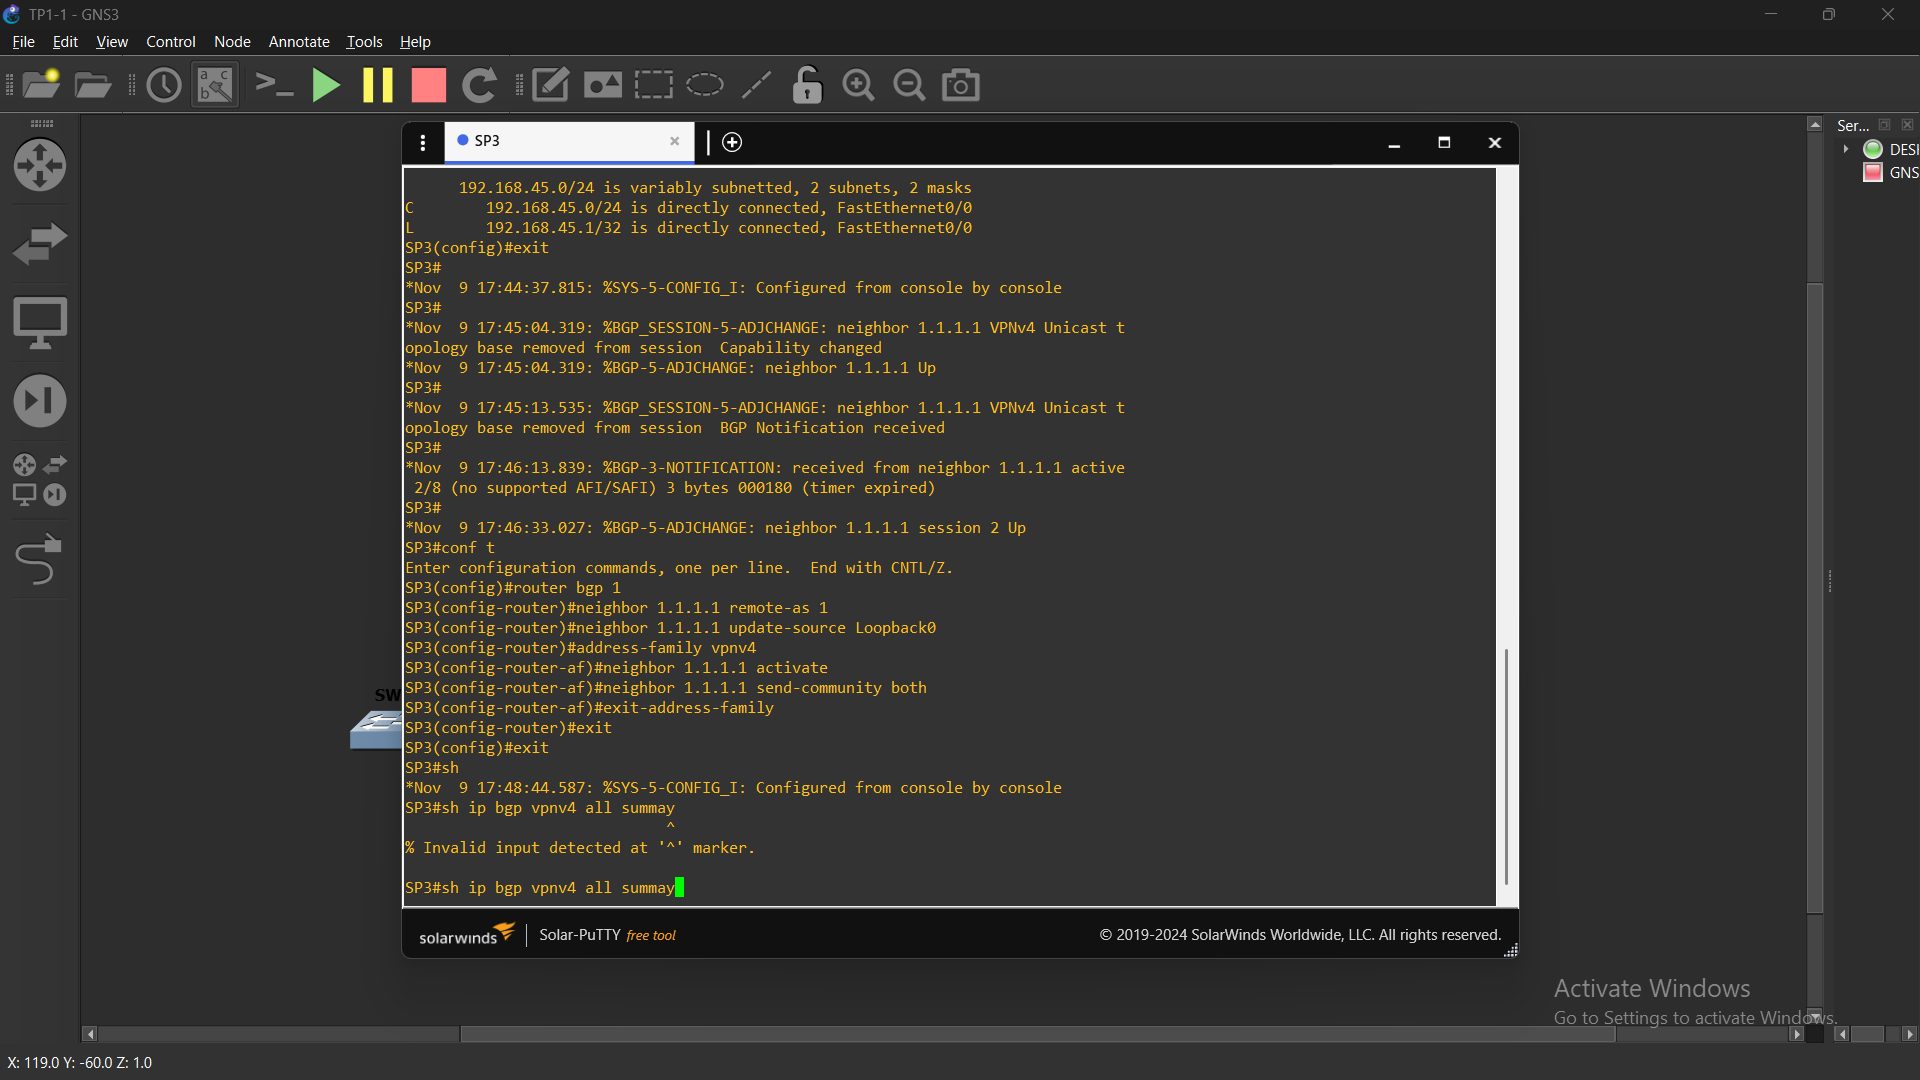 TP1-1 - GNS3
File Edit View Control Node Annotate Tools Help
SP3
Ser...
DESI
GNS
192.168.45.0/24 is variably subnetted, 2 subnets, 2 masks
C 192.168.45.0/24 is directly connected, FastEthernet0/0
L 192.168.45.1/32 is directly connected, FastEthernet0/0
SP3(config)#exit
SP3#
*Nov 9 17:44:37.815: %SYS-5-CONFIG_I: Configured from console by console
SP3#
*Nov 9 17:45:04.319: %BGP_SESSION-5-ADJCHANGE: neighbor 1.1.1.1 VPNv4 Unicast t
opology base removed from session Capability changed
*Nov 9 17:45:04.319: %BGP-5-ADJCHANGE: neighbor 1.1.1.1 Up
SP3#
*Nov 9 17:45:13.535: %BGP_SESSION-5-ADJCHANGE: neighbor 1.1.1.1 VPNv4 Unicast t
opology base removed from session BGP Notification received
SP3#
*Nov 9 17:46:13.839: %BGP-3-NOTIFICATION: received from neighbor 1.1.1.1 active
2/8 (no supported AFI/SAFI) 3 bytes 000180 (timer expired)
SP3#
*Nov 9 17:46:33.027: %BGP-5-ADJCHANGE: neighbor 1.1.1.1 session 2 Up
SP3#conf t
Enter configuration commands, one per line. End with CNTL/Z.
SP3(config)#router bgp 1
SP3(config-router)#neighbor 1.1.1.1 remote-as 1
SP3(config-router)#neighbor 1.1.1.1 update-source Loopback0
SP3(config-router)#address-family vpnv4
SP3(config-router-af)#neighbor 1.1.1.1 activate
SP3(config-router-af)#neighbor 1.1.1.1 send-community both
SP3(config-router-af)#exit-address-family
SP3(config-router)#exit
SP3(config)#exit
SP3#sh
*Nov 9 17:48:44.587: %SYS-5-CONFIG_I: Configured from console by console
SP3#sh ip bgp vpnv4 all summay
^
% Invalid input detected at '^' marker.
SP3#sh ip bgp vpnv4 all summay
SW
solarwinds
Solar-PuTTY free tool
© 2019-2024 SolarWinds Worldwide, LLC. All rights reserved.
Activate Windows
Go to Settings to activate Windows.
X: 119.0 Y: -60.0 Z: 1.0